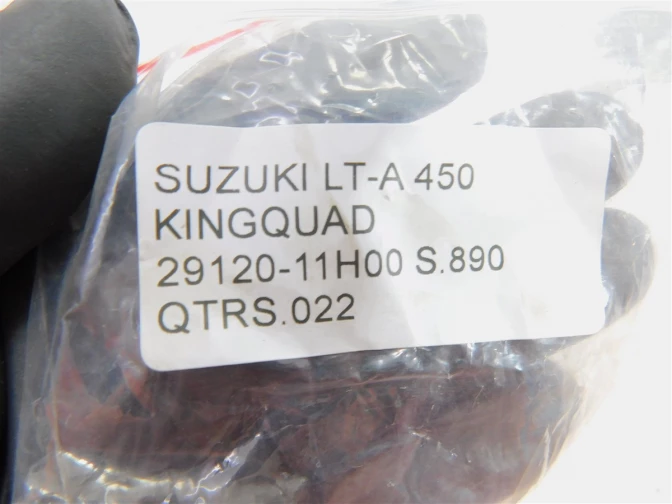 SUZUKI LT-A 450
KINGQUAD
29120-11H00 S.890
QTRS.022